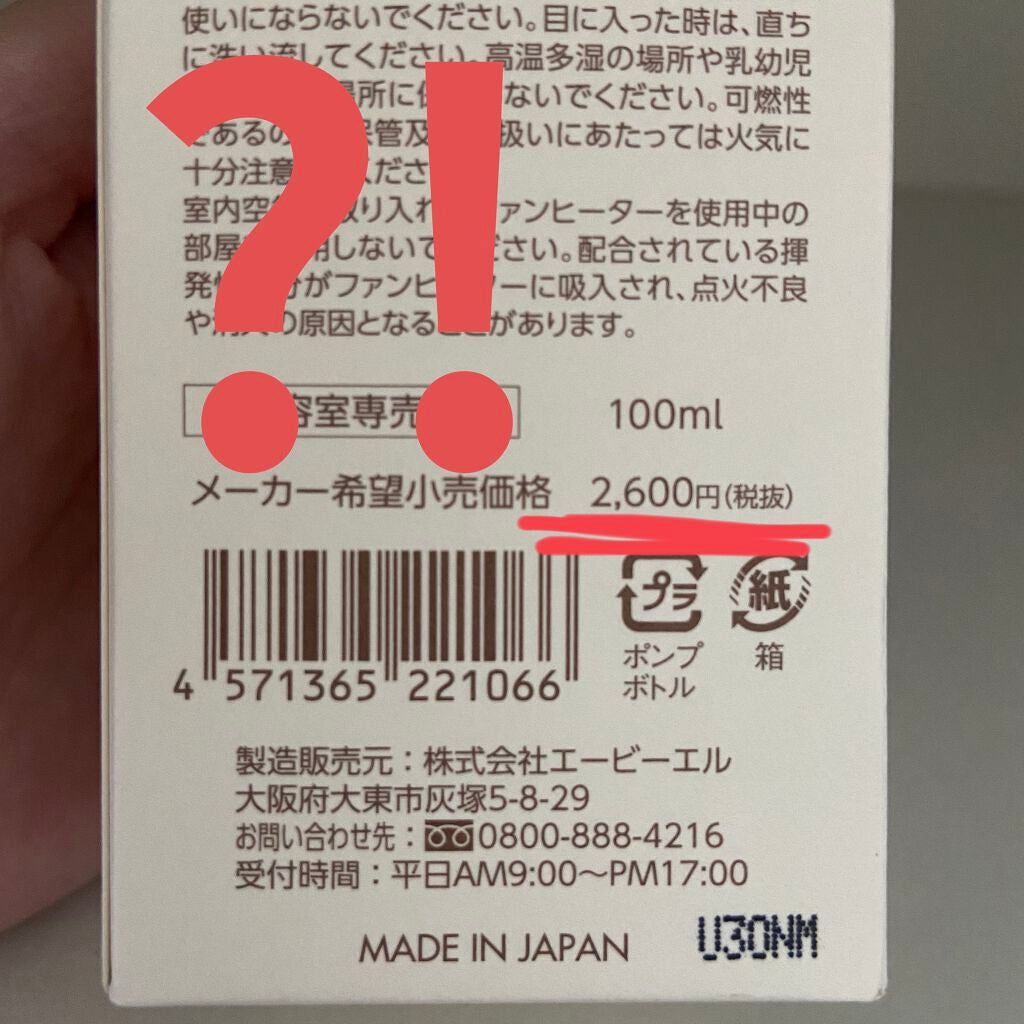 使いにならないでください。目に入った時は、直ち
に洗い流してください。高温多湿の場所や乳幼児
場所に ないでください。可燃性
であるの 保管及 扱いにあたっては火気に
十分注意 くださ
室内空 取り入れ ファンヒーターを使用中の
部屋 用しないで ください。配合されている揮
発性 分がファンヒーターに吸入され、点火不良
や消火の原因となることがあります。
?!
容室専売 100ml
メーカー希望小売価格 2,600円(税抜)
プラ 紙
ポンプ 箱
ボトル
4 571365 221066
製造販売元：株式会社エービーエル
大阪府大東市灰塚5-8-29
お問い合わせ先：0800-888-4216
受付時間：平日AM9:00〜PM17:00
MADE IN JAPAN U30NM